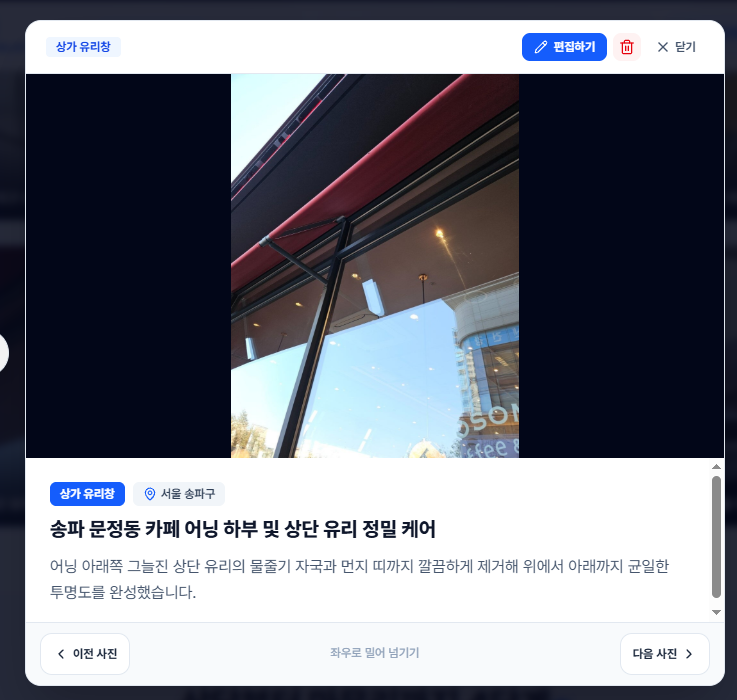 상가 유리창
편집하기
닫기
상가 유리창
서울 송파구
송파 문정동 카페 어닝 하부 및 상단 유리 정밀 케어
어닝 아래쪽 그늘진 상단 유리의 물줄기 자국과 먼지 띠까지 깔끔하게 제거해 위에서 아래까지 균일한
투명도를 완성했습니다.
이전 사진
좌우로 밀어 넘기기
다음 사진